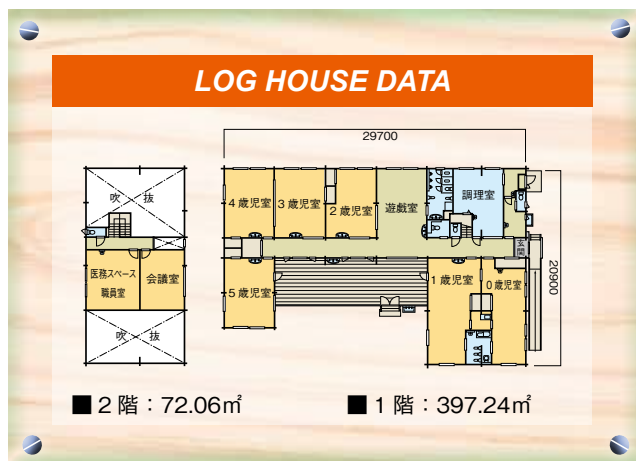 LOG HOUSE DATA
29700
20900
吹 抜
医務スペース
職員室
会議室
吹 抜
4歳児室
3歳児室
2歳児室
遊戯室
調理室
玄関
5歳児室
1歳児室
0歳児室
■2階：72.06㎡
■1階：397.24㎡